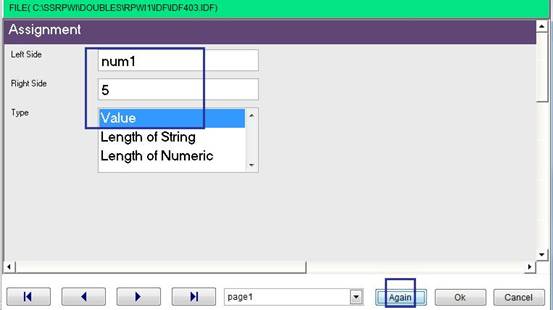 FILE( C:\SSRPWI\DOUBLES\RPWI1\IDF\IDF403.IDF)
Assignment
Left Side
num1
Right Side
5
Type
Value
Length of String
Length of Numeric
page1
Again
Ok
Cancel